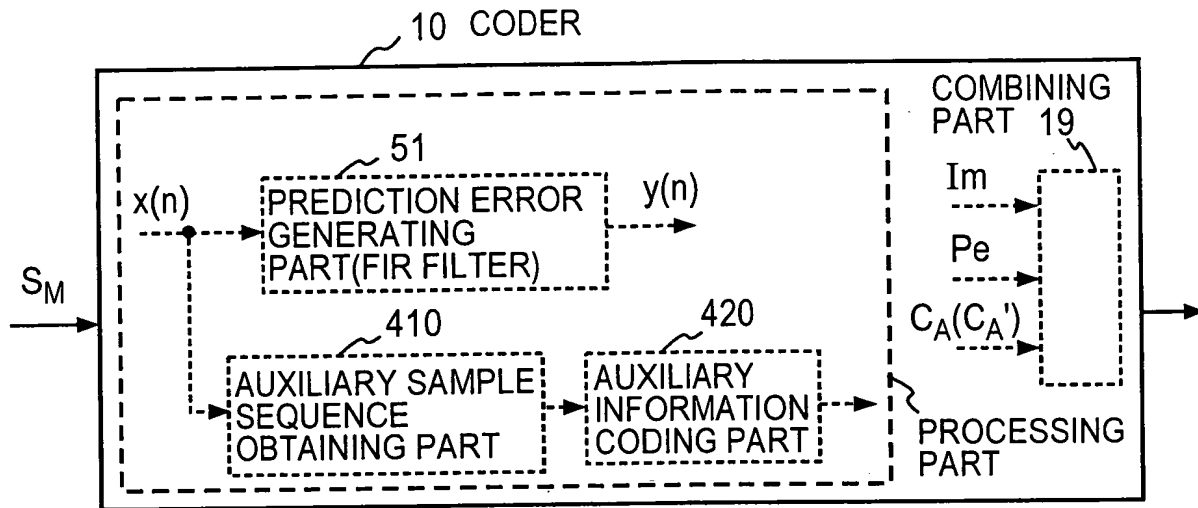 10 CODER
COMBINING
PART 19
51
x(n)
PREDICTION ERROR
GENERATING
PART(FIR FILTER)
y(n)
Im
Pe
S_M
C_A(C_A')
410
420
AUXILIARY SAMPLE
SEQUENCE
OBTAINING PART
AUXILIARY
INFORMATION
CODING PART
PROCESSING
PART